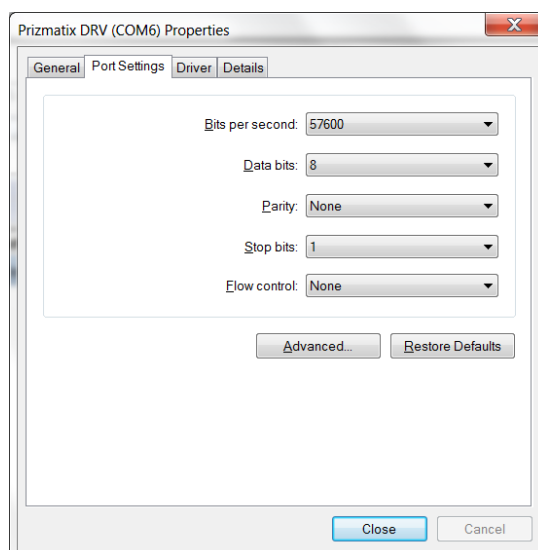 Prizmatix DRV (COM6) Properties
X
General Port Settings Driver Details
Bits per second: 57600
Data bits: 8
Parity: None
Stop bits: 1
Flow control: None
Advanced... Restore Defaults
Close Cancel